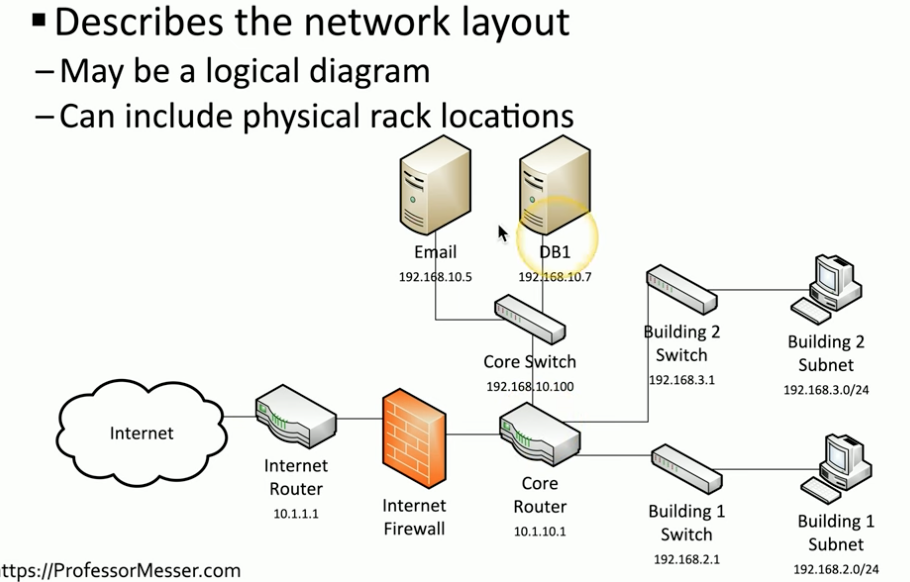 ▪ Describes the network layout
– May be a logical diagram
– Can include physical rack locations
Email
192.168.10.5
DB1
192.168.10.7
Core Switch
192.168.10.100
Building 2
Switch
192.168.3.1
Building 2
Subnet
192.168.3.0/24
Internet
Internet
Router
10.1.1.1
Internet
Firewall
Core
Router
10.1.10.1
Building 1
Switch
192.168.2.1
Building 1
Subnet
192.168.2.0/24
ttps://ProfessorMesser.com